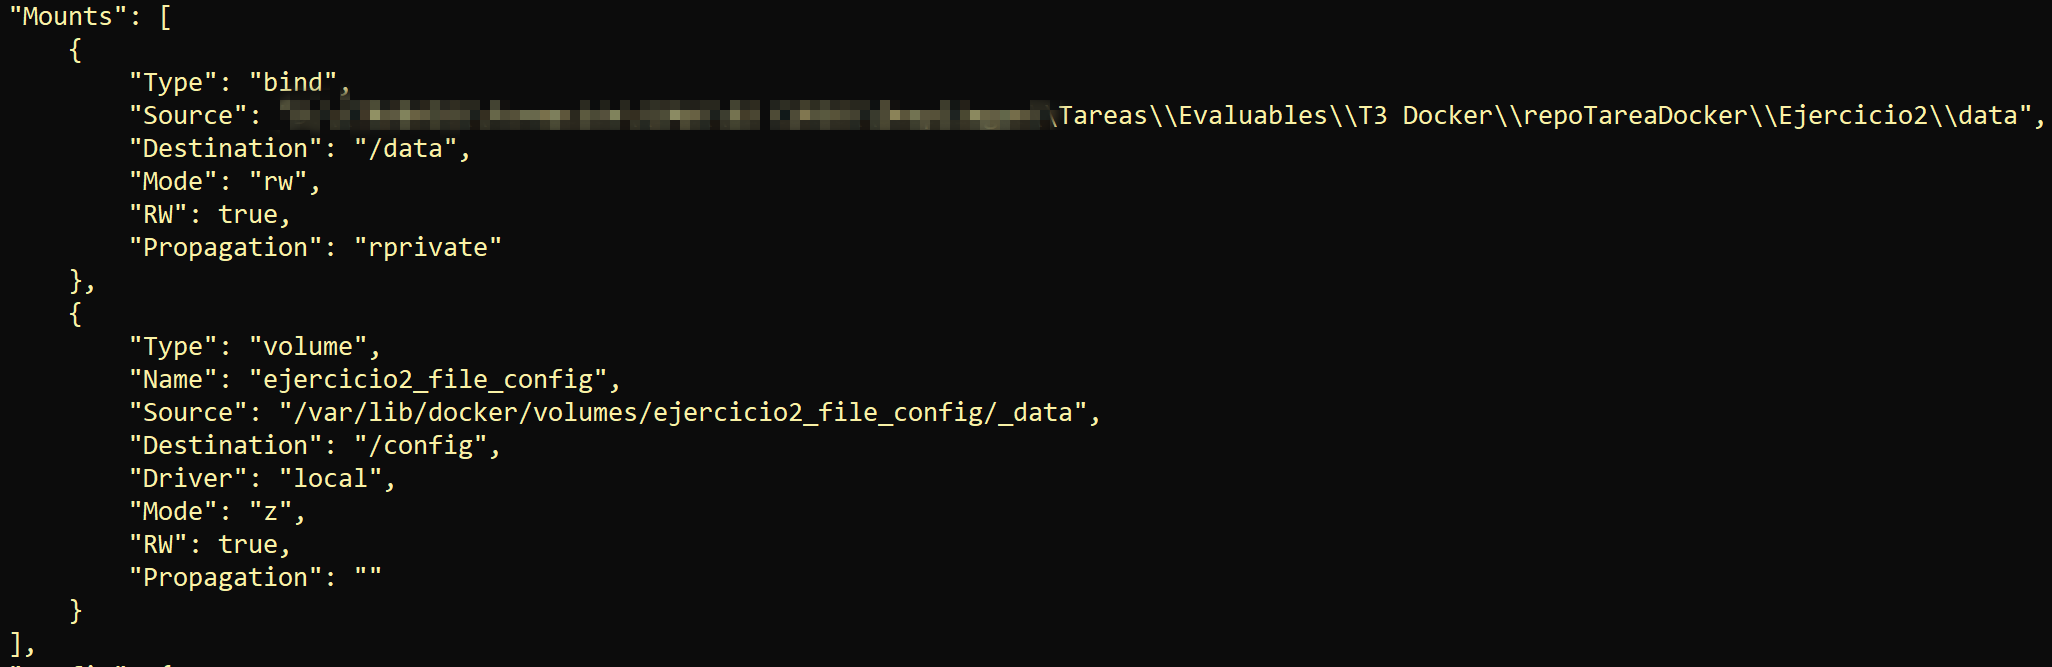 "Mounts": [
    {
        "Type": "bind",
        "Source": \Tareas\\Evaluables\\T3 Docker\\repoTareaDocker\\Ejercicio2\\data",
        "Destination": "/data",
        "Mode": "rw",
        "RW": true,
        "Propagation": "rprivate"
    },
    {
        "Type": "volume",
        "Name": "ejercicio2_file_config",
        "Source": "/var/lib/docker/volumes/ejercicio2_file_config/_data",
        "Destination": "/config",
        "Driver": "local",
        "Mode": "z",
        "RW": true,
        "Propagation": ""
    }
],